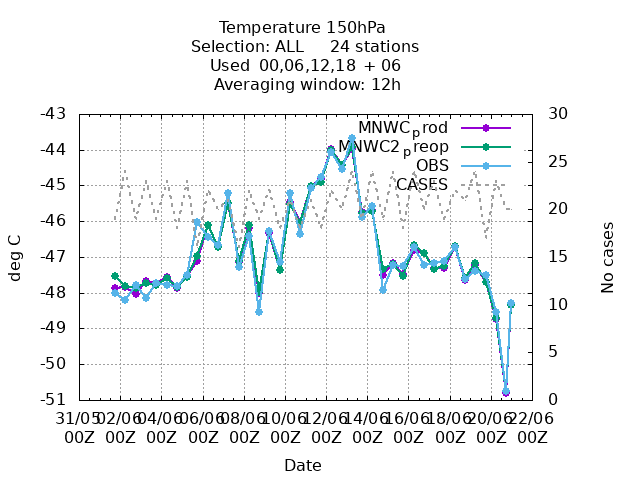 Temperature 150hPa
Selection: ALL 24 stations
Used 00,06,12,18 + 06
Averaging window: 12h
MNWCprod
MNWC2preop
OBS
CASES
-43
-44
-45
-46
-47
-48
-49
-50
-51
30
25
20
15
10
5
0
deg C
No cases
31/05 02/06 04/06 06/06 08/06 10/06 12/06 14/06 16/06 18/06 20/06 22/06
00Z 00Z 00Z 00Z 00Z 00Z 00Z 00Z 00Z 00Z 00Z 00Z
Date